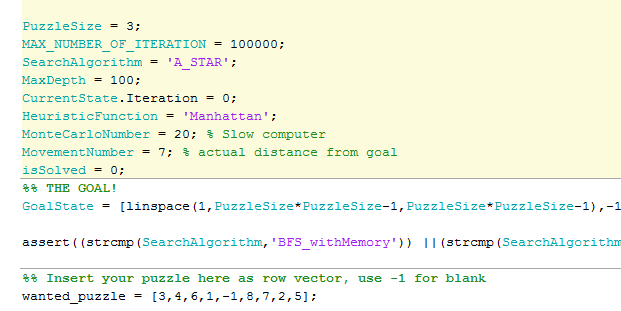 PuzzleSize = 3;
MAX_NUMBER_OF_ITERATION = 100000;
SearchAlgorithm = 'A_STAR';
MaxDepth = 100;
CurrentState.Iteration = 0;
HeuristicFunction = 'Manhattan';
MonteCarloNumber = 20; % Slow computer
MovementNumber = 7; % actual distance from goal
isSolved = 0;
%% THE GOAL!
GoalState = [linspace(1,PuzzleSize*PuzzleSize-1,PuzzleSize*PuzzleSize-1),-1
assert((strcmp(SearchAlgorithm,'BFS_withMemory')) ||(strcmp(SearchAlgorithm
%% Insert your puzzle here as row vector, use -1 for blank
wanted_puzzle = [3,4,6,1,-1,8,7,2,5];